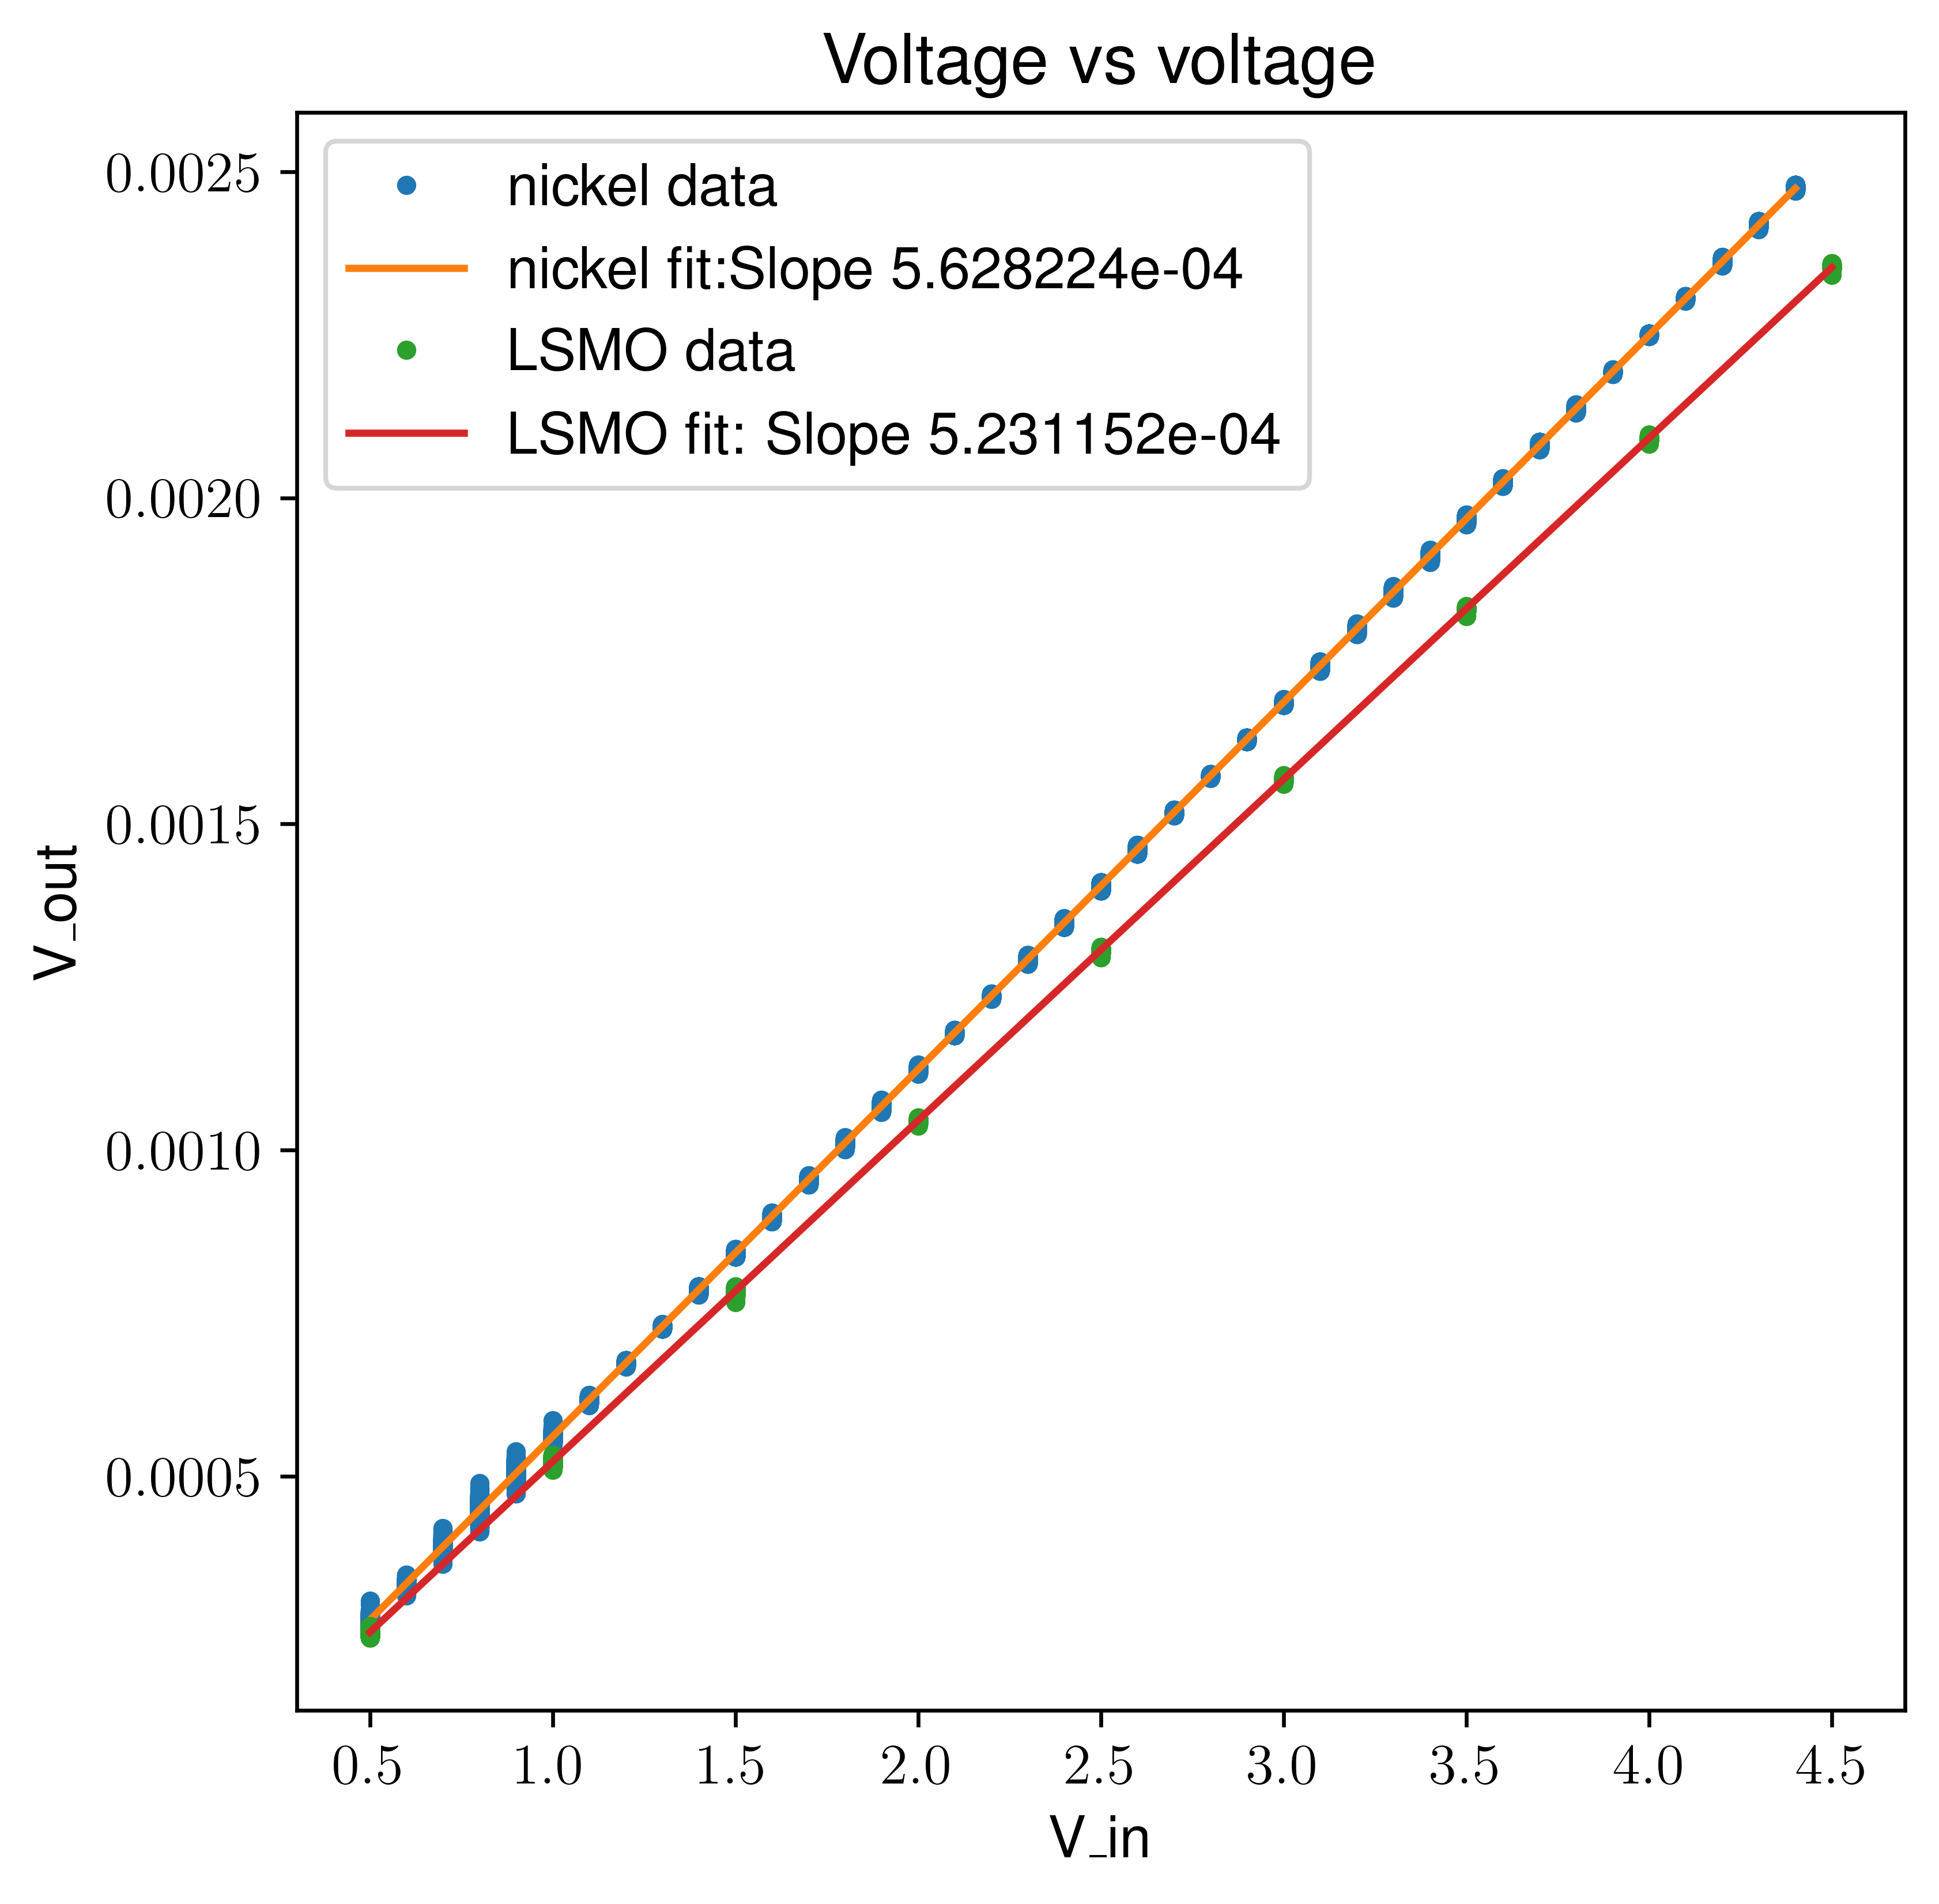 Voltage vs voltage
nickel data
nickel fit:Slope 5.628224e-04
LSMO data
LSMO fit: Slope 5.231152e-04
0.0025
0.0020
0.0015
0.0010
0.0005
V_out
0.5 1.0 1.5 2.0 2.5 3.0 3.5 4.0 4.5
V_in